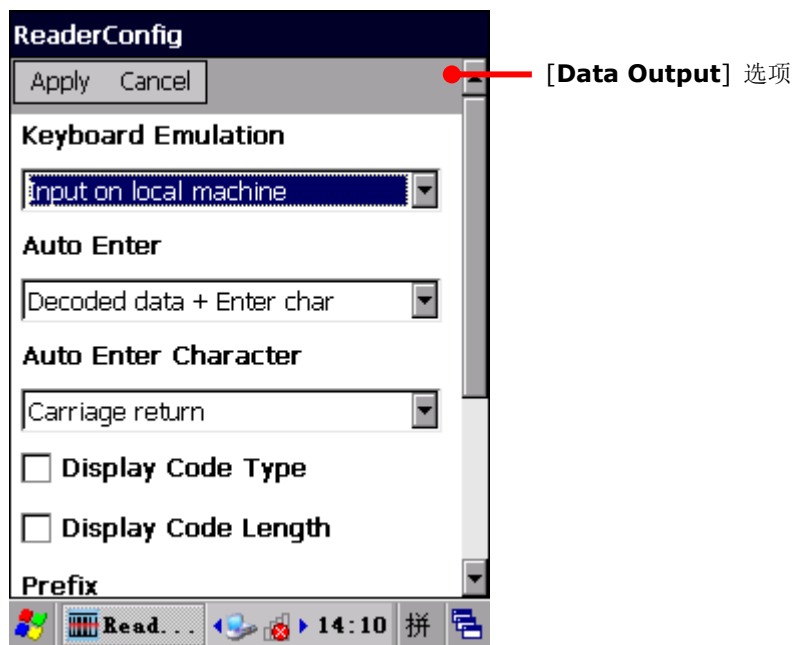 ReaderConfig
Apply Cancel
[Data Output] 选项
Keyboard Emulation
Input on local machine
Auto Enter
Decoded data + Enter char
Auto Enter Character
Carriage return
Display Code Type
Display Code Length
Prefix
Read... 14:10 拼